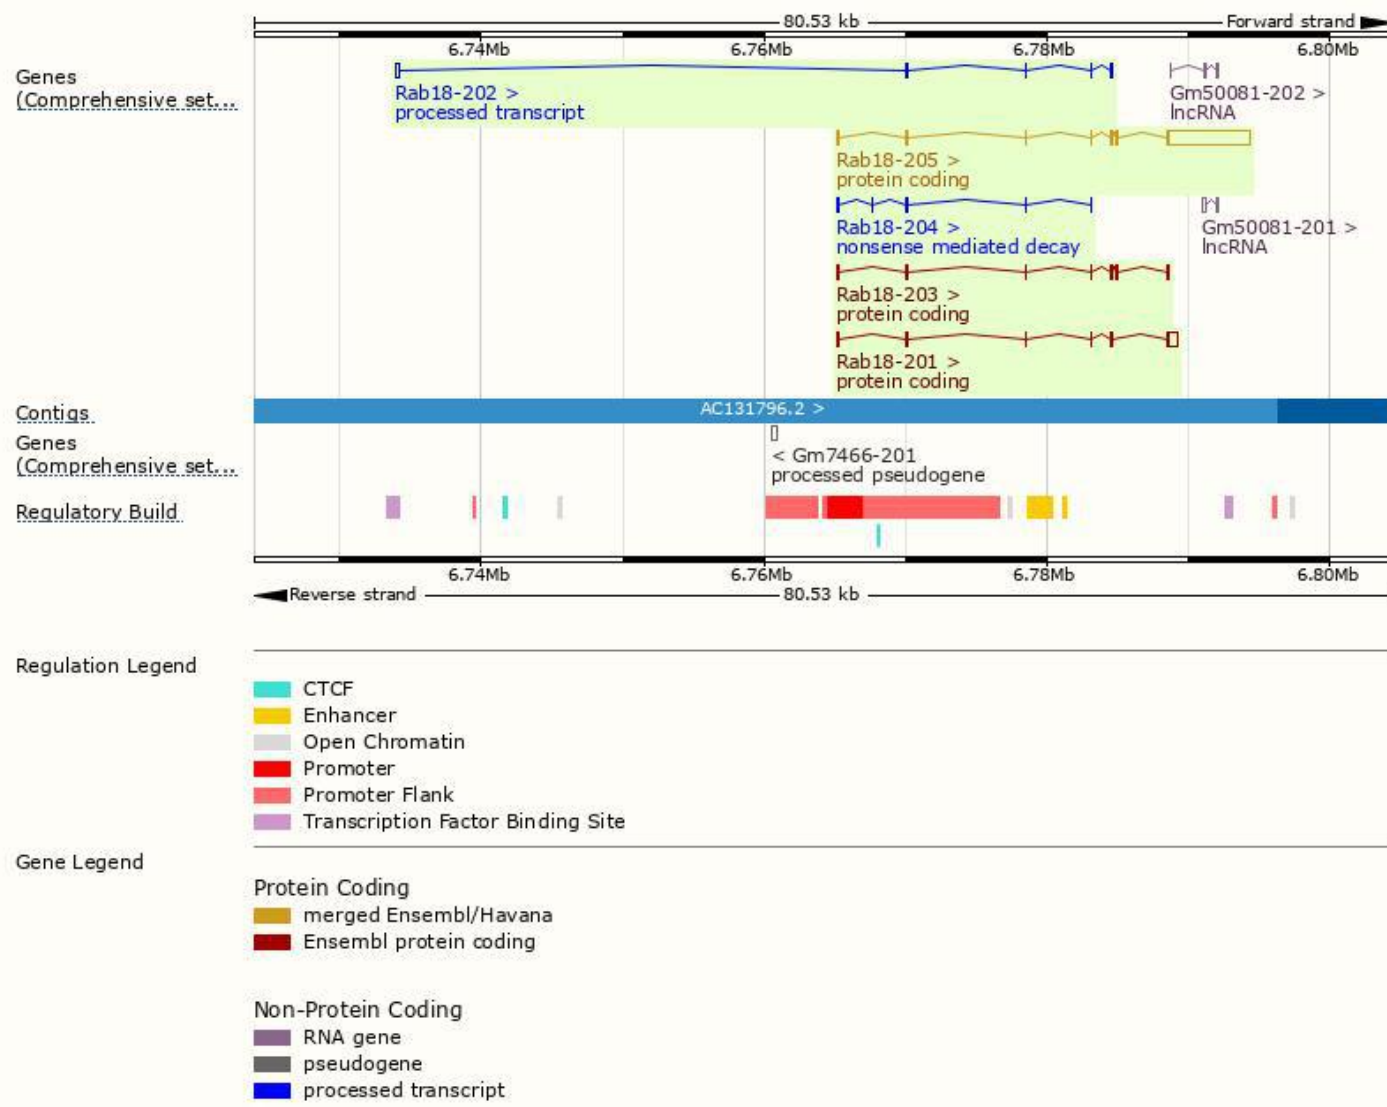 80.53 kb Forward strand
6.74Mb 6.76Mb 6.78Mb 6.80Mb
Genes
(Comprehensive set...
Rab18-202 >
processed transcript
Gm50081-202 >
lncRNA
Rab18-205 >
protein coding
Rab18-204 >
nonsense mediated decay
Gm50081-201 >
lncRNA
Rab18-203 >
protein coding
Rab18-201 >
protein coding
Contigs
AC131796.2 >
Genes
(Comprehensive set...
< Gm7466-201
processed pseudogene
Regulatory Build
6.74Mb 6.76Mb 6.78Mb 6.80Mb
Reverse strand 80.53 kb
Regulation Legend
CTCF
Enhancer
Open Chromatin
Promoter
Promoter Flank
Transcription Factor Binding Site
Gene Legend
Protein Coding
merged Ensembl/Havana
Ensembl protein coding
Non-Protein Coding
RNA gene
pseudogene
processed transcript